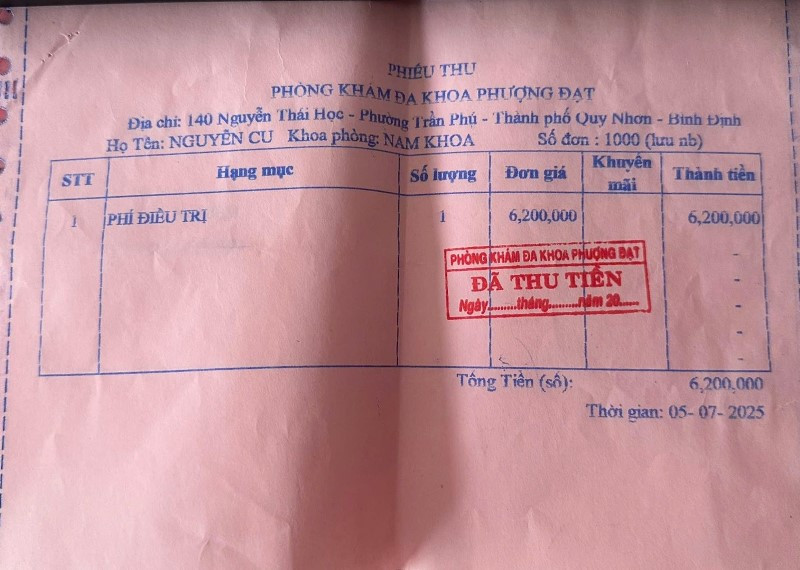 PHIẾU THU
PHÒNG KHÁM ĐA KHOA PHƯỢNG ĐẠT
Địa chỉ: 140 Nguyễn Thái Học - Phường Trần Phú - Thành phố Quy Nhơn - Bình Định
Họ Tên: NGUYỄN CU Khoa phòng: NAM KHOA Số đơn : 1000 (lưu nb)
STT Hạng mục Số lượng Đơn giá Khuyến mãi Thành tiền
1 PHÍ ĐIỀU TRỊ 1 6,200,000 6,200,000
-
-
-
-
-
PHÒNG KHÁM ĐA KHOA PHƯỢNG ĐẠT
ĐÃ THU TIỀN
Ngày.........tháng.........năm 20......
Tổng Tiền (số): 6,200,000
Thời gian: 05- 07- 2025